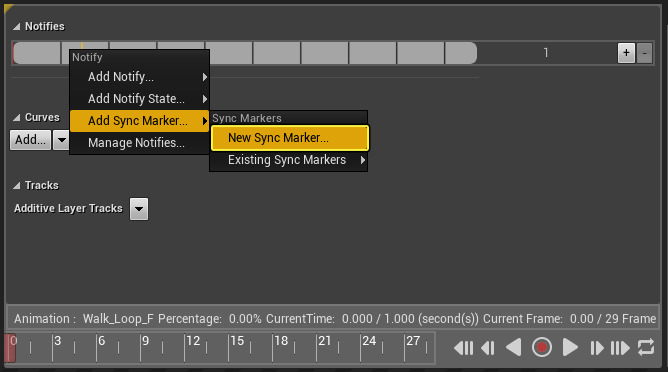 Notifies
1
+
-
Notify
Add Notify...
Add Notify State...
Add Sync Marker...
Manage Notifies...
Sync Markers
New Sync Marker...
Existing Sync Markers
Curves
Add...
Tracks
Additive Layer Tracks
Animation : Walk_Loop_F Percentage: 0.00% CurrentTime: 0.000 / 1.000 (second(s)) Current Frame: 0.00 / 29 Frame
0 3 6 9 12 15 18 21 24 27